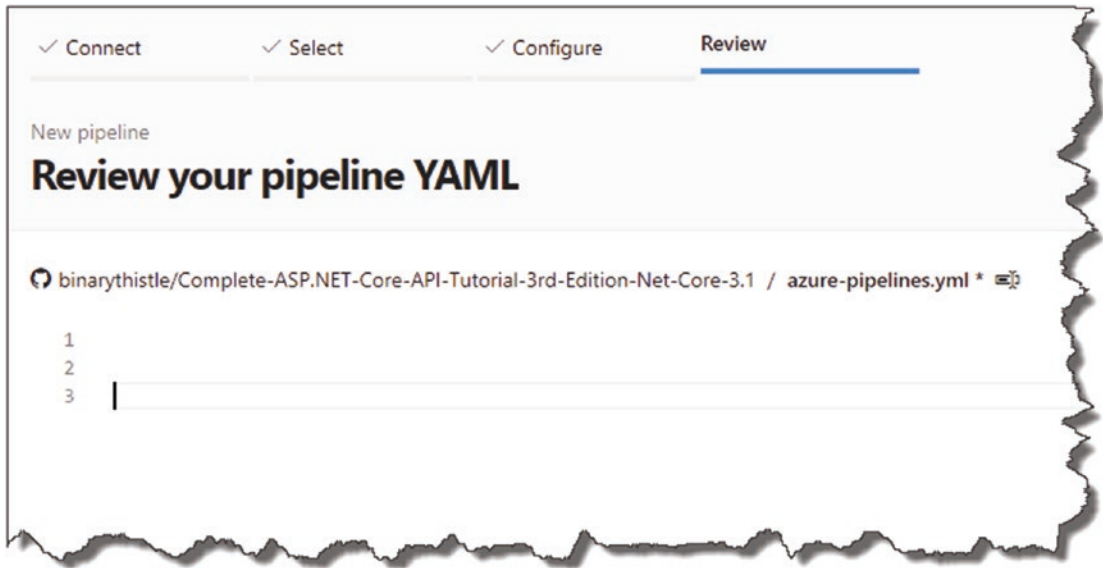 Connect Select Configure Review
New pipeline
Review your pipeline YAML
binarythistle/Complete-ASP.NET-Core-API-Tutorial-3rd-Edition-Net-Core-3.1 / azure-pipelines.yml *
1
2
3